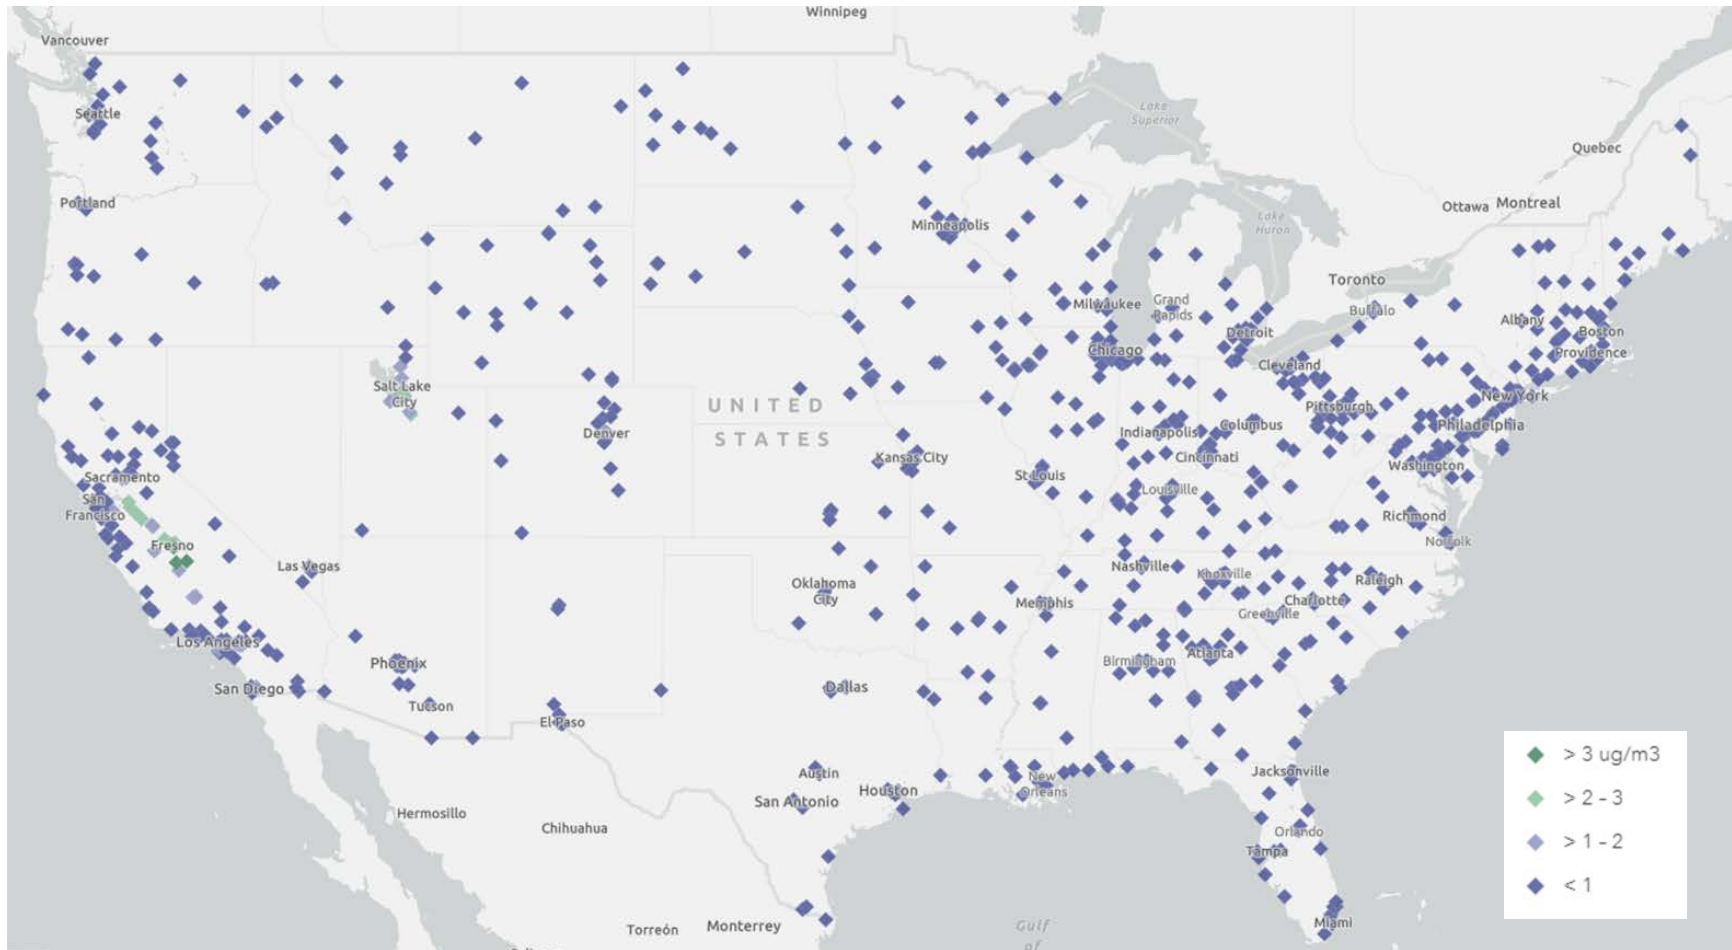 Winnipeg
Vancouver
Seattle
Lake
Superior
Quebec
Portland
Ottawa
Montreal
Minneapolis
Lake
Huron
Toronto
Milwaukee
Grand
Rapids
Buffalo
Albany
Detroit
Boston
Chicago
Providence
Cleveland
Salt Lake
City
New York
UNITED
STATES
Pittsburgh
Denver
Indianapolis
Columbus
Philadelphia
Kansas City
Cincinnati
Washington
Sacramento
St Louis
Louisville
San
Francisco
Richmond
Fresno
Norfolk
Las Vegas
Nashville
Knoxville
Raleigh
Oklahoma
City
Memphis
Charlotte
Greenville
Los Angeles
Phoenix
Birmingham
Atlanta
San Diego
Dallas
Tucson
El Paso
Austin
Jacksonville
San Antonio
Houston
New
Orleans
Hermosillo
Chihuahua
Orlando
Tampa
Torreón
Monterrey
Gulf
of
Miami
> 3 ug/m3
> 2 - 3
> 1 - 2
< 1